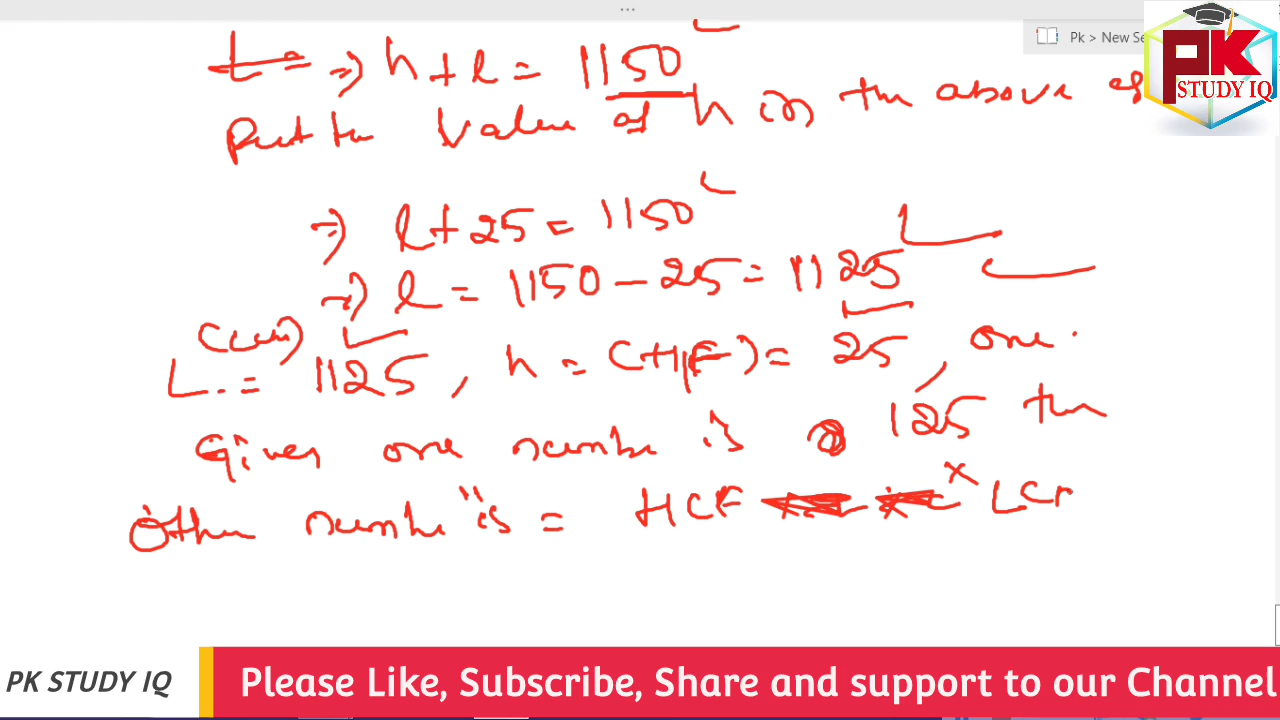 ⇒ h + l = 1150
Pk > New Se
PK
STUDY IQ
Put the value of h in the above
⇒ l + 25 = 1150
⇒ l = 1150 - 25 = 1125
(LCM)
L. = 1125, h = (HCF) = 25, one.
Given one number is 125 the
Other number is = HCF × LCM
PK STUDY IQ
Please Like, Subscribe, Share and support to our Channel